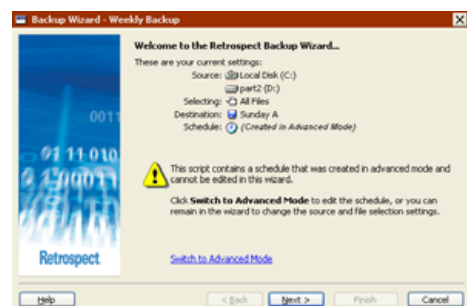 Backup Wizard - Weekly Backup
Welcome to the Retrospect Backup Wizard...
These are your current settings:
Source: Local Disk (C:)
part2 (D:)
Selecting: All Files
Destination: Sunday A
Schedule: (Created in Advanced Mode)
This script contains a schedule that was created in advanced mode and
cannot be edited in this wizard.
Click Switch to Advanced Mode to edit the schedule, or you can
remain in the wizard to change the source and file selection settings.
Retrospect
Switch to Advanced Mode
Help
< Back
Next >
Finish
Cancel